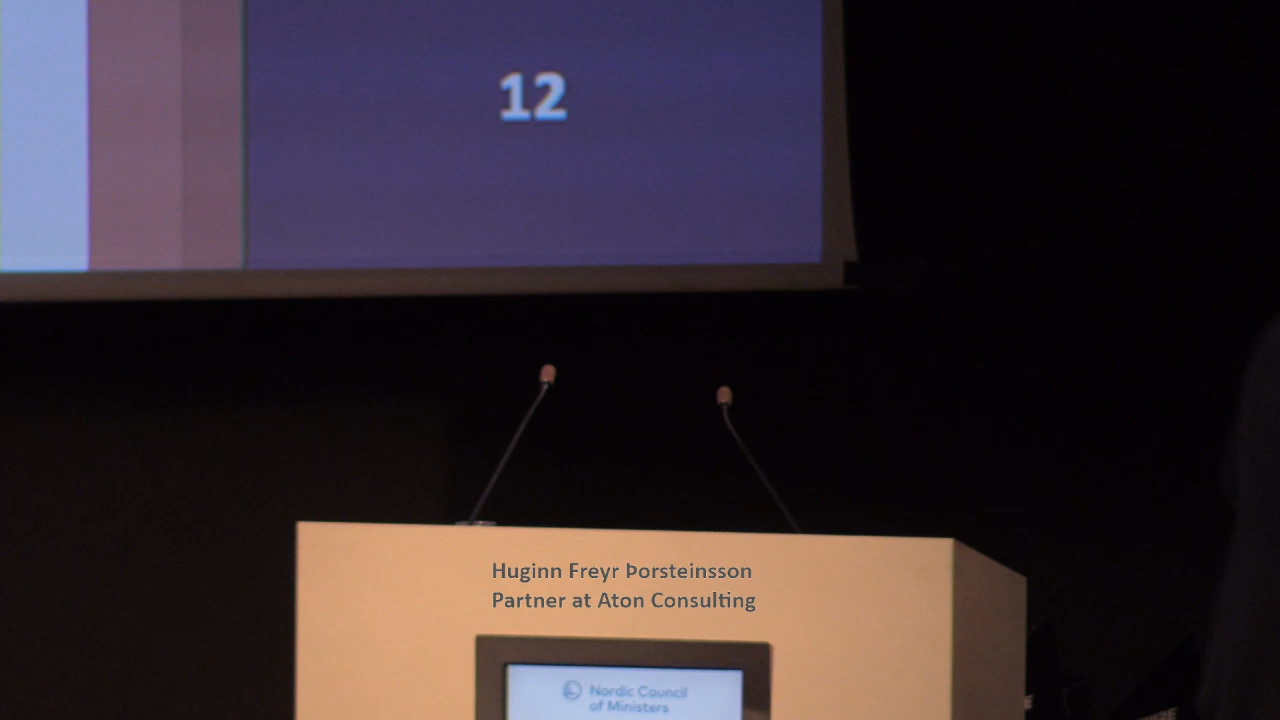 12
Huginn Freyr Þorsteinsson
Partner at Aton Consulting
Nordic Council
of Ministers